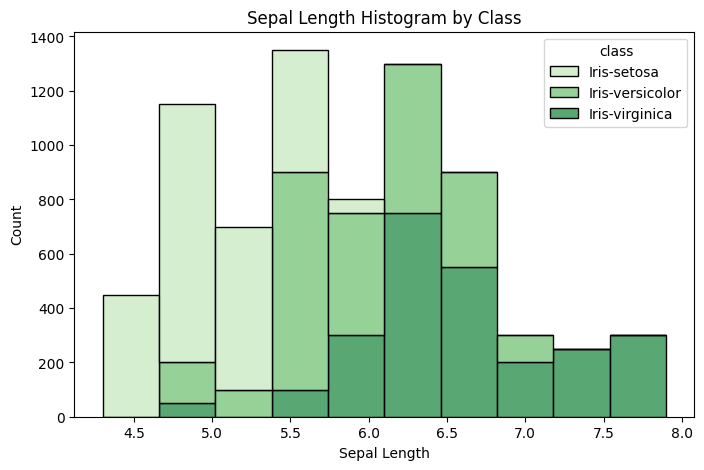 Sepal Length Histogram by Class
class
Iris-setosa
Iris-versicolor
Iris-virginica
Count
1400
1200
1000
800
600
400
200
0
4.5 5.0 5.5 6.0 6.5 7.0 7.5 8.0
Sepal Length